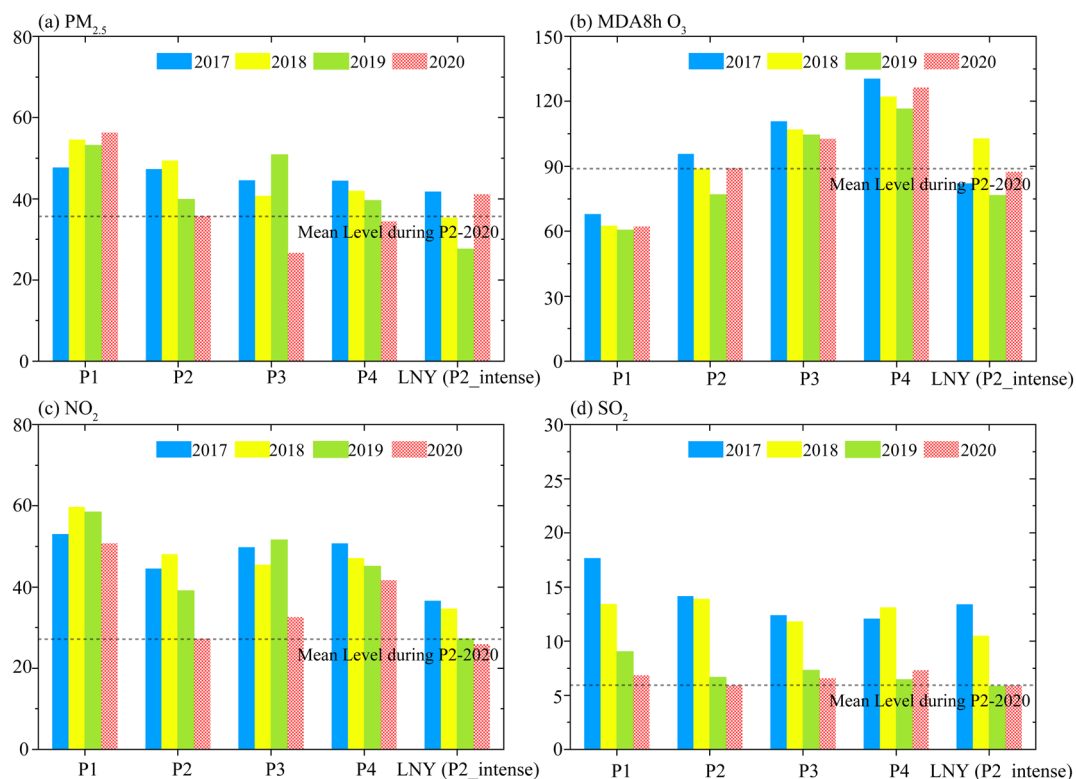 (a) PM2.5
80
60
40
20
0
2017 2018 2019 2020
Mean Level during P2-2020
P1 P2 P3 P4 LNY (P2_intense)
(b) MDA8h O3
150
120
90
60
30
0
2017 2018 2019 2020
Mean Level during P2-2020
P1 P2 P3 P4 LNY (P2_intense)
(c) NO2
80
60
40
20
0
2017 2018 2019 2020
Mean Level during P2-2020
P1 P2 P3 P4 LNY (P2_intense)
(d) SO2
30
25
20
15
10
5
0
2017 2018 2019 2020
Mean Level during P2-2020
P1 P2 P3 P4 LNY (P2_intense)